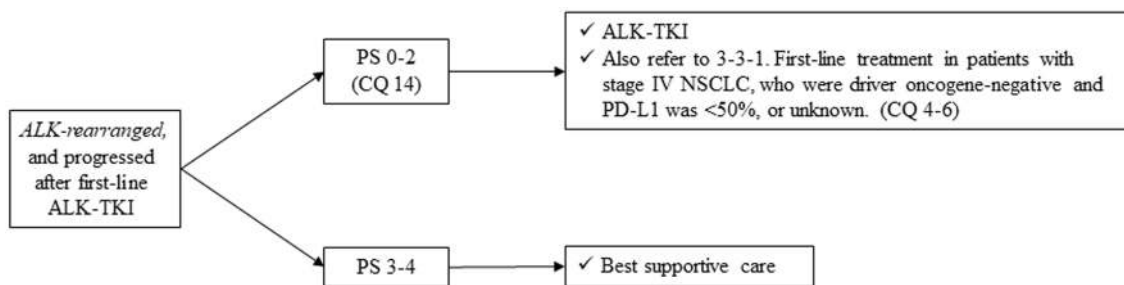 ALK-rearranged,
and progressed
after first-line
ALK-TKI
PS 0-2
(CQ 14)
✓ ALK-TKI
✓ Also refer to 3-3-1. First-line treatment in patients with
stage IV NSCLC, who were driver oncogene-negative and
PD-L1 was <50%, or unknown. (CQ 4-6)
PS 3-4
✓ Best supportive care